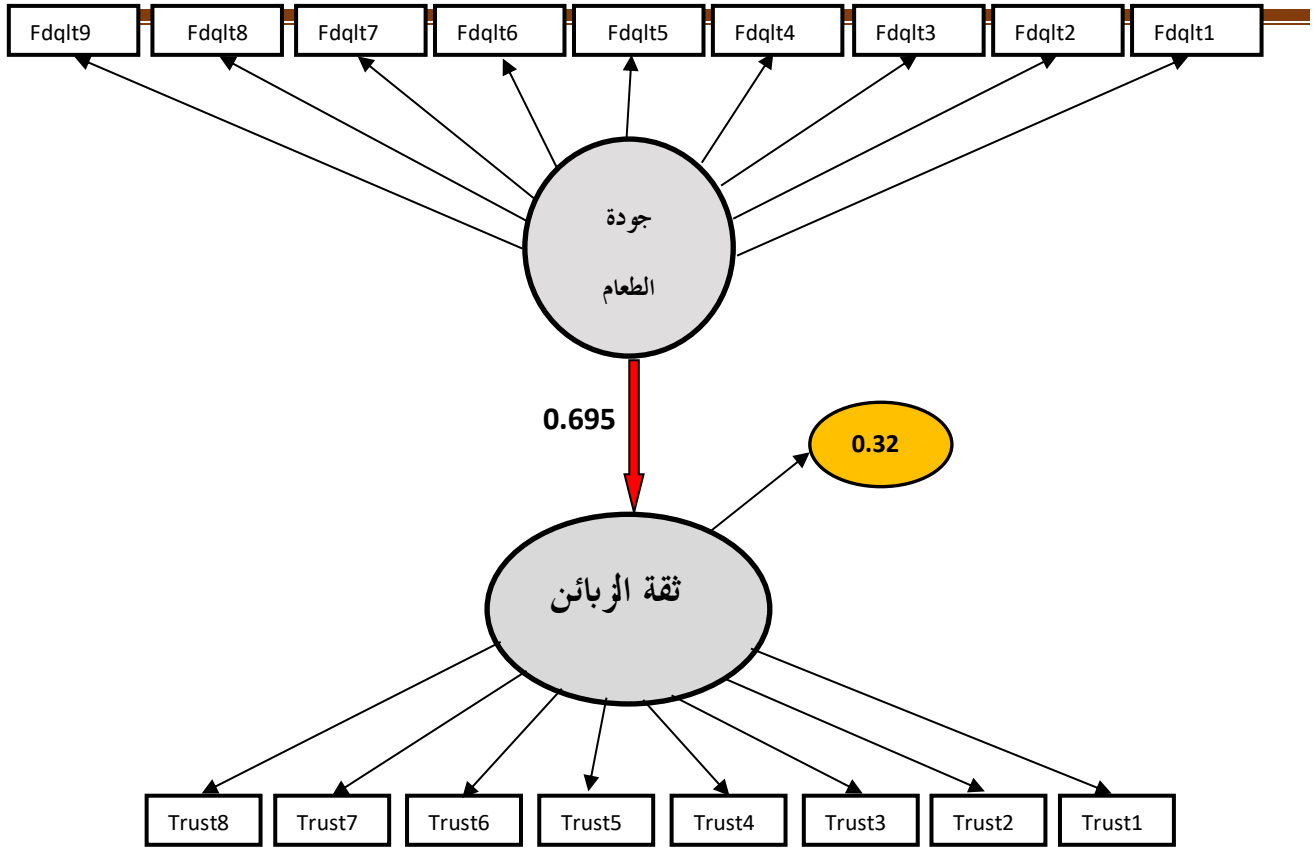 Fdqlt9
Fdqlt8
Fdqlt7
Fdqlt6
Fdqlt5
Fdqlt4
Fdqlt3
Fdqlt2
Fdqlt1
جودة
الطعام
0.695
0.32
ثقة الزبائن
Trust8
Trust7
Trust6
Trust5
Trust4
Trust3
Trust2
Trust1